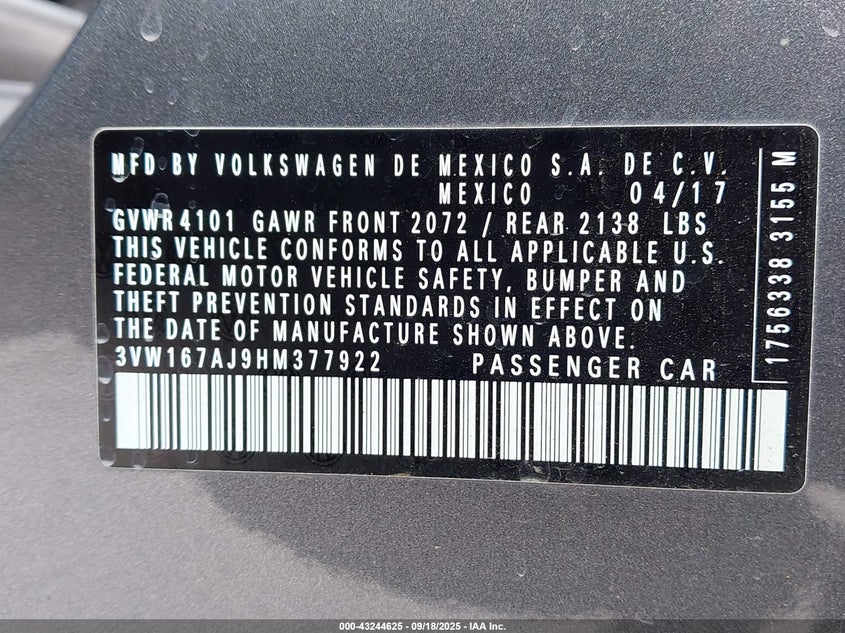 MFD BY VOLKSWAGEN DE MEXICO S.A. DE C.V.
MEXICO 04/17
GVWR 4101 GAWR FRONT 2072 / REAR 2138 LBS
THIS VEHICLE CONFORMS TO ALL APPLICABLE U.S.
FEDERAL MOTOR VEHICLE SAFETY, BUMPER AND
THEFT PREVENTION STANDARDS IN EFFECT ON
THE DATE OF MANUFACTURE SHOWN ABOVE.
3VW167AJ9HM377922 PASSENGER CAR
1756338 3155 M
000-43244625 - 09/18/2025 - IAA Inc.